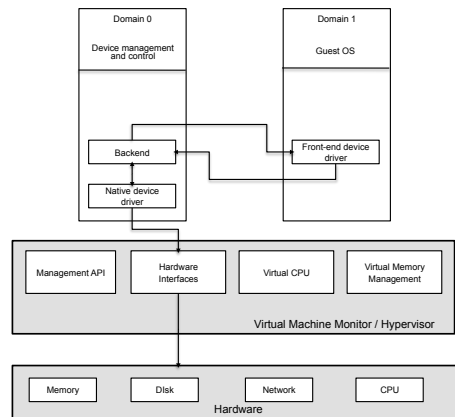 Domain 0
Device management
and control
Domain 1
Guest OS
Backend
Front-end device
driver
Native device
driver
Management API
Hardware
Interfaces
Virtual CPU
Virtual Memory
Management
Virtual Machine Monitor / Hypervisor
Memory
DIsk
Network
CPU
Hardware